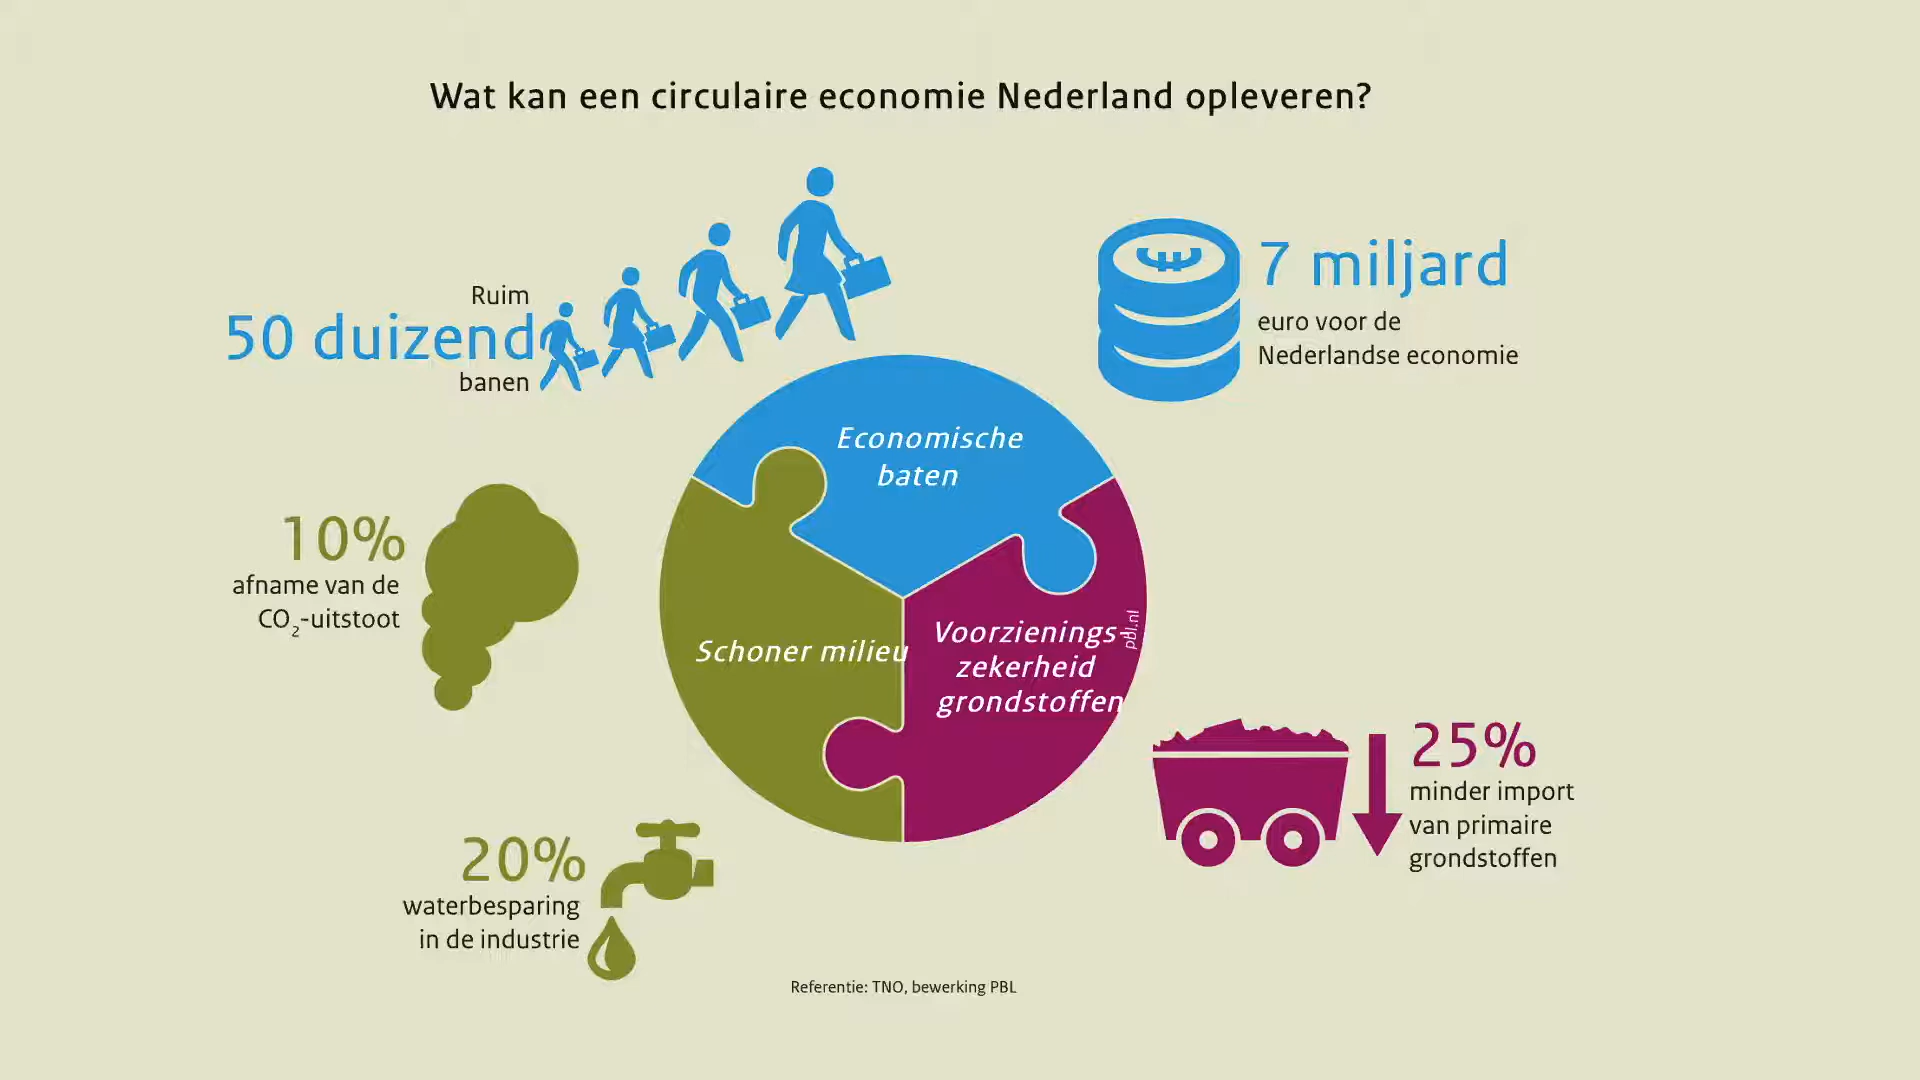 Wat kan een circulaire economie Nederland opleveren?
Ruim
50 duizend
banen
7 miljard
euro voor de
Nederlandse economie
Economische
baten
10%
afname van de
CO₂-uitstoot
Schoner milieu
Voorzienings-
zekerheid
grondstoffen
pbl.nl
25%
minder import
van primaire
grondstoffen
20%
waterbesparing
in de industrie
Referentie: TNO, bewerking PBL